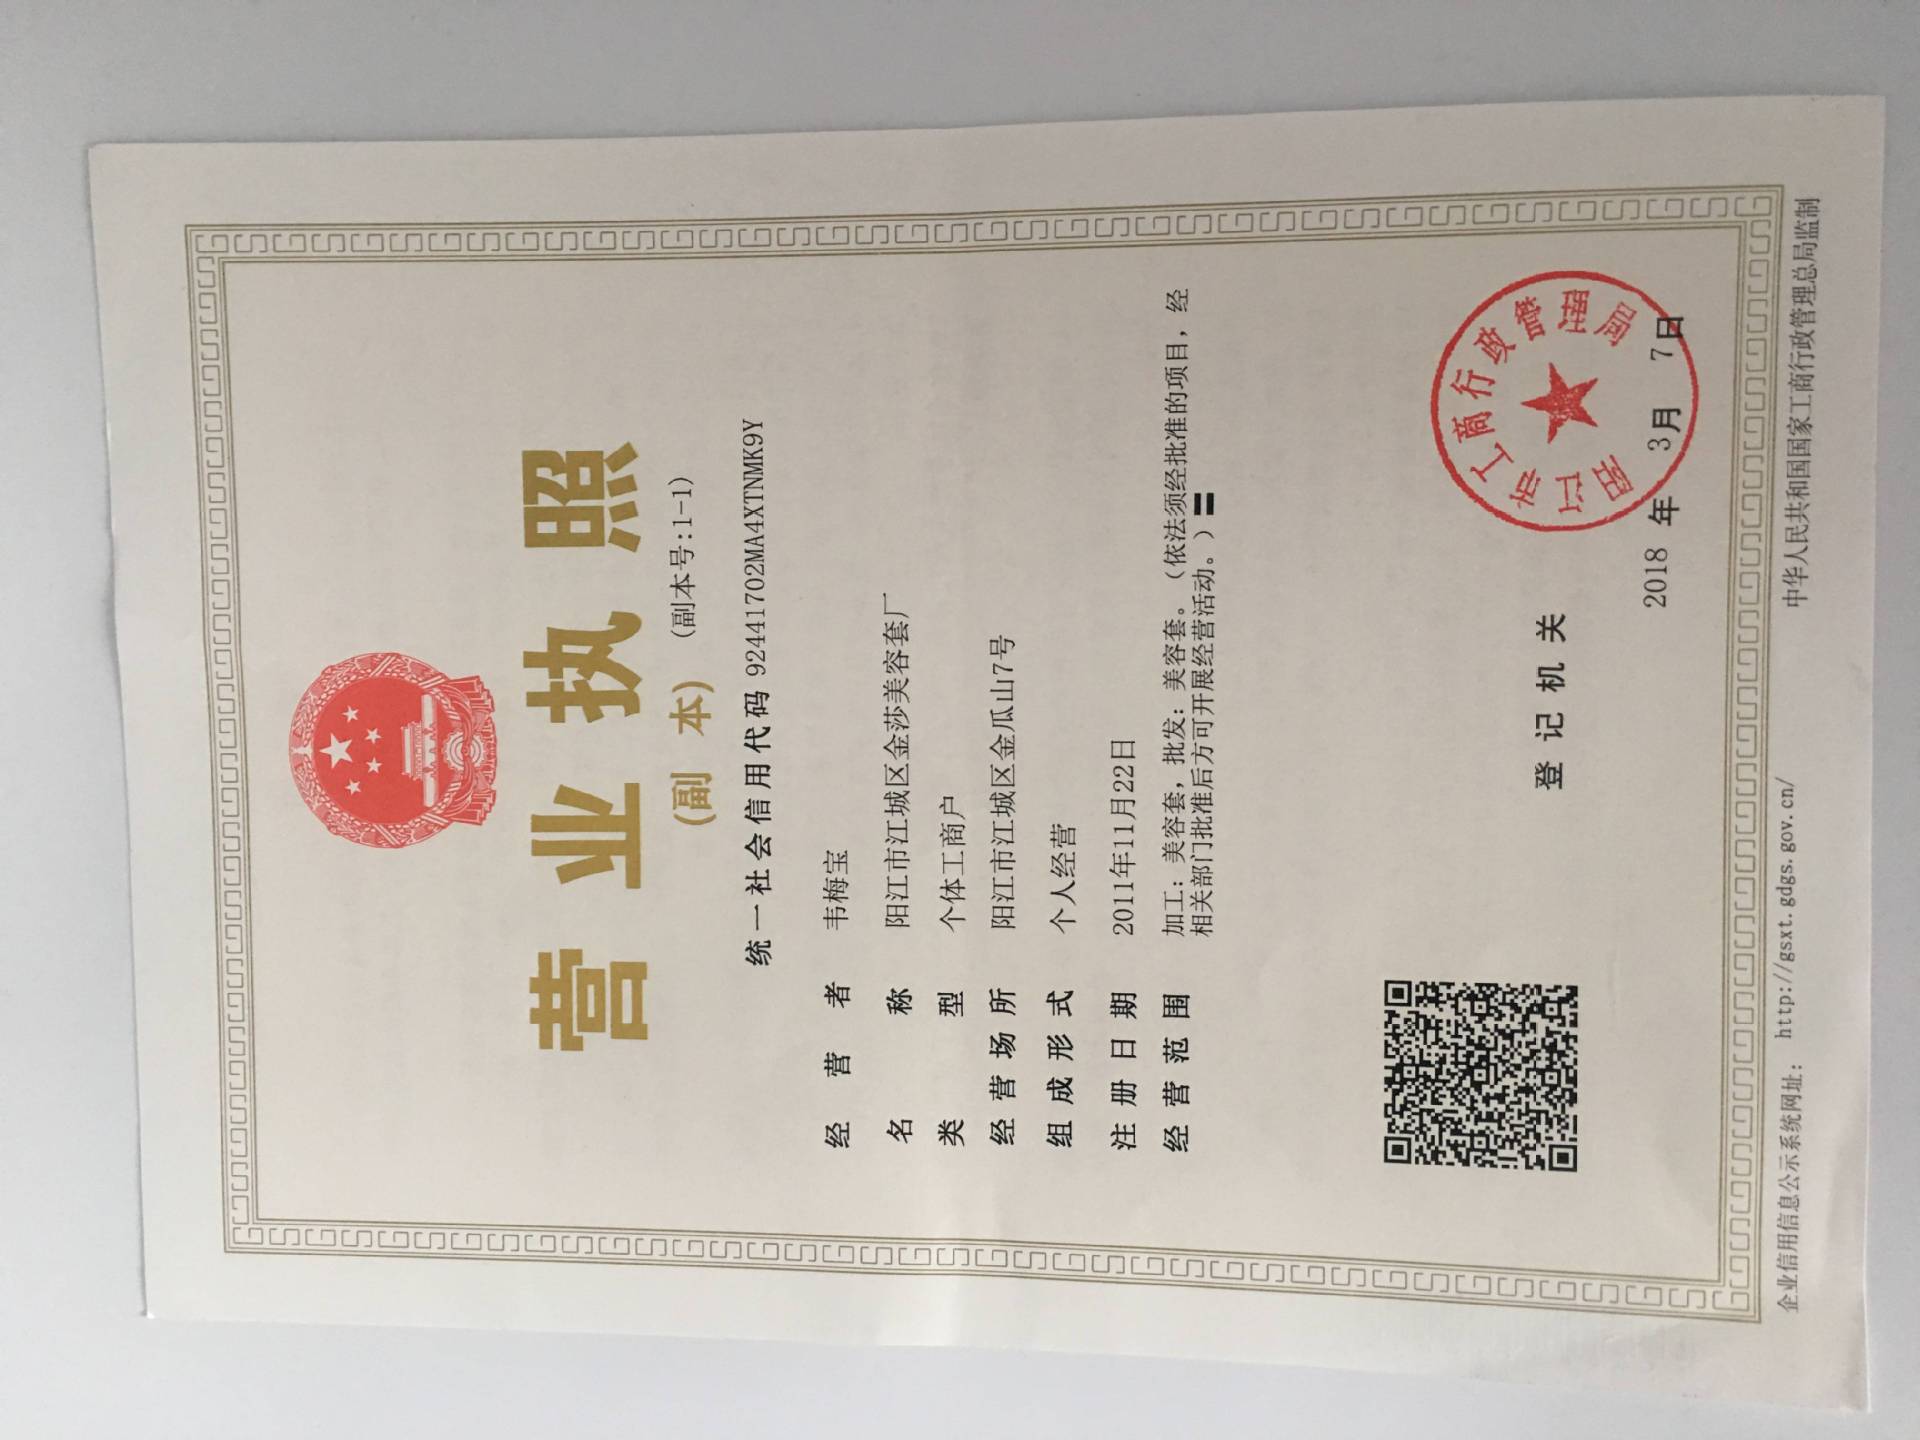 营业执照
(副 本) (副本号:1-1)
统一社会信用代码 92441702MA4XTNMK9Y
经营者 韦梅宝
名称 阳江市江城区金莎美容套厂
类型 个体工商户
经营场所 阳江市江城区金瓜山7号
组成形式 个人经营
注册日期 2011年11月22日
经营范围 加工：美容套，批发：美容套。（依法须经批准的项目，经
相关部门批准后方可开展经营活动。）
登记机关
阳江市工商行政管理局
2018 年 3月 7日
企业信用信息公示系统网址： http://gsxt.gdgs.gov.cn/ 中华人民共和国国家工商行政管理总局监制